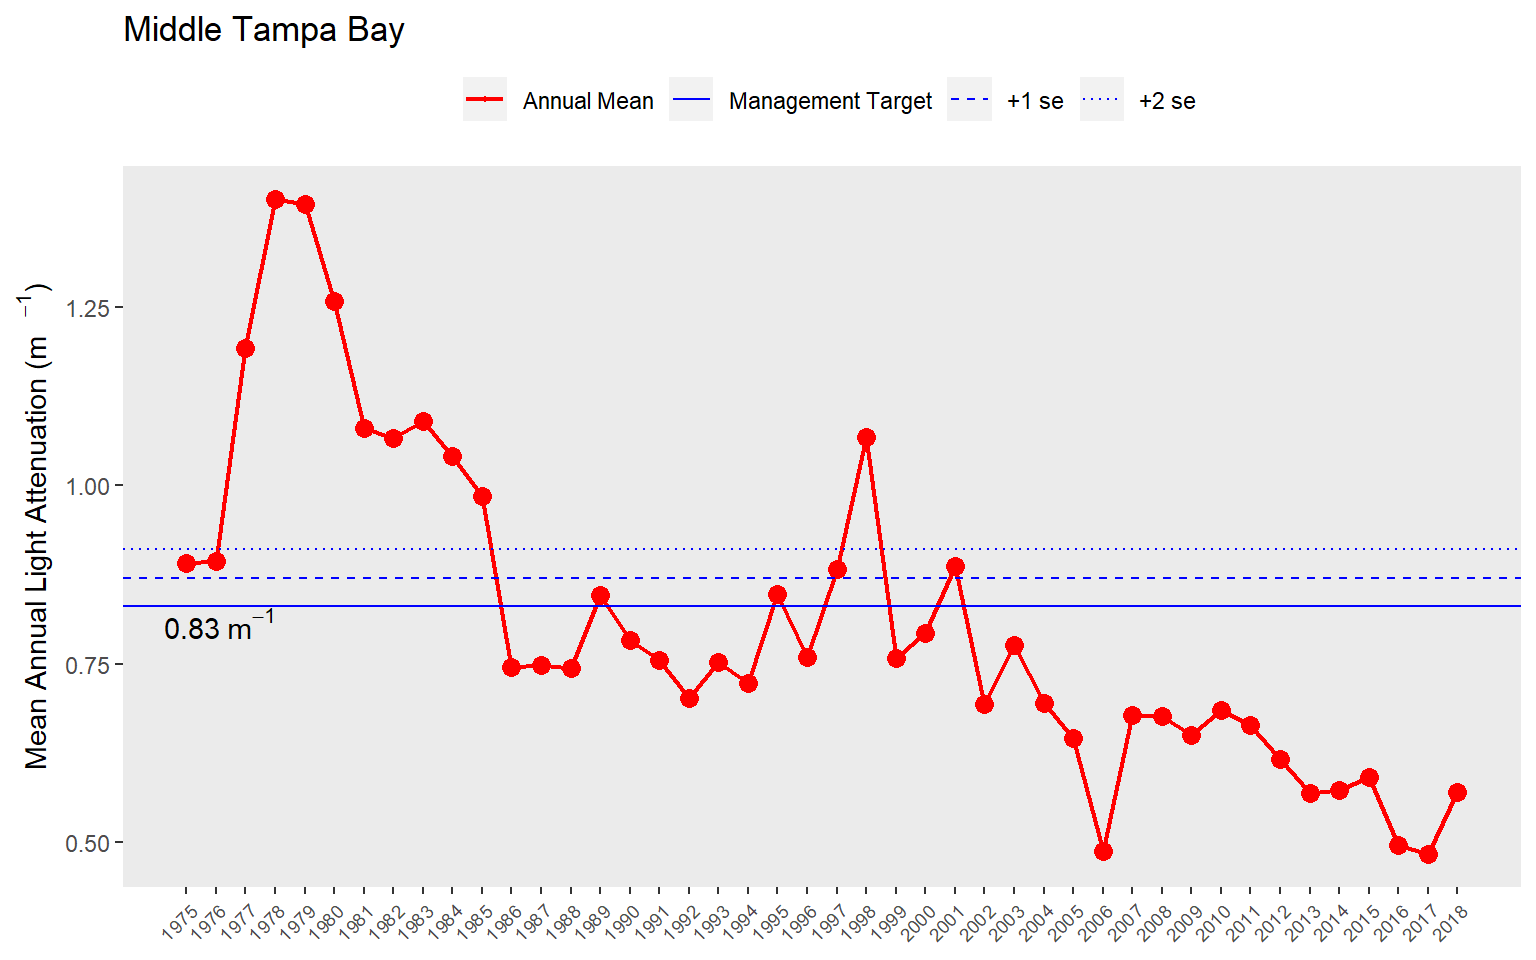 Middle Tampa Bay
Annual Mean Management Target +1 se +2 se
Mean Annual Light Attenuation (m ⁻¹)
1.25
1.00
0.75
0.50
0.83 m⁻¹
1975 1976 1977 1978 1979 1980 1981 1982 1983 1984 1985 1986 1987 1988 1989 1990 1991 1992 1993 1994 1995 1996 1997 1998 1999 2000 2001 2002 2003 2004 2005 2006 2007 2008 2009 2010 2011 2012 2013 2014 2015 2016 2017 2018